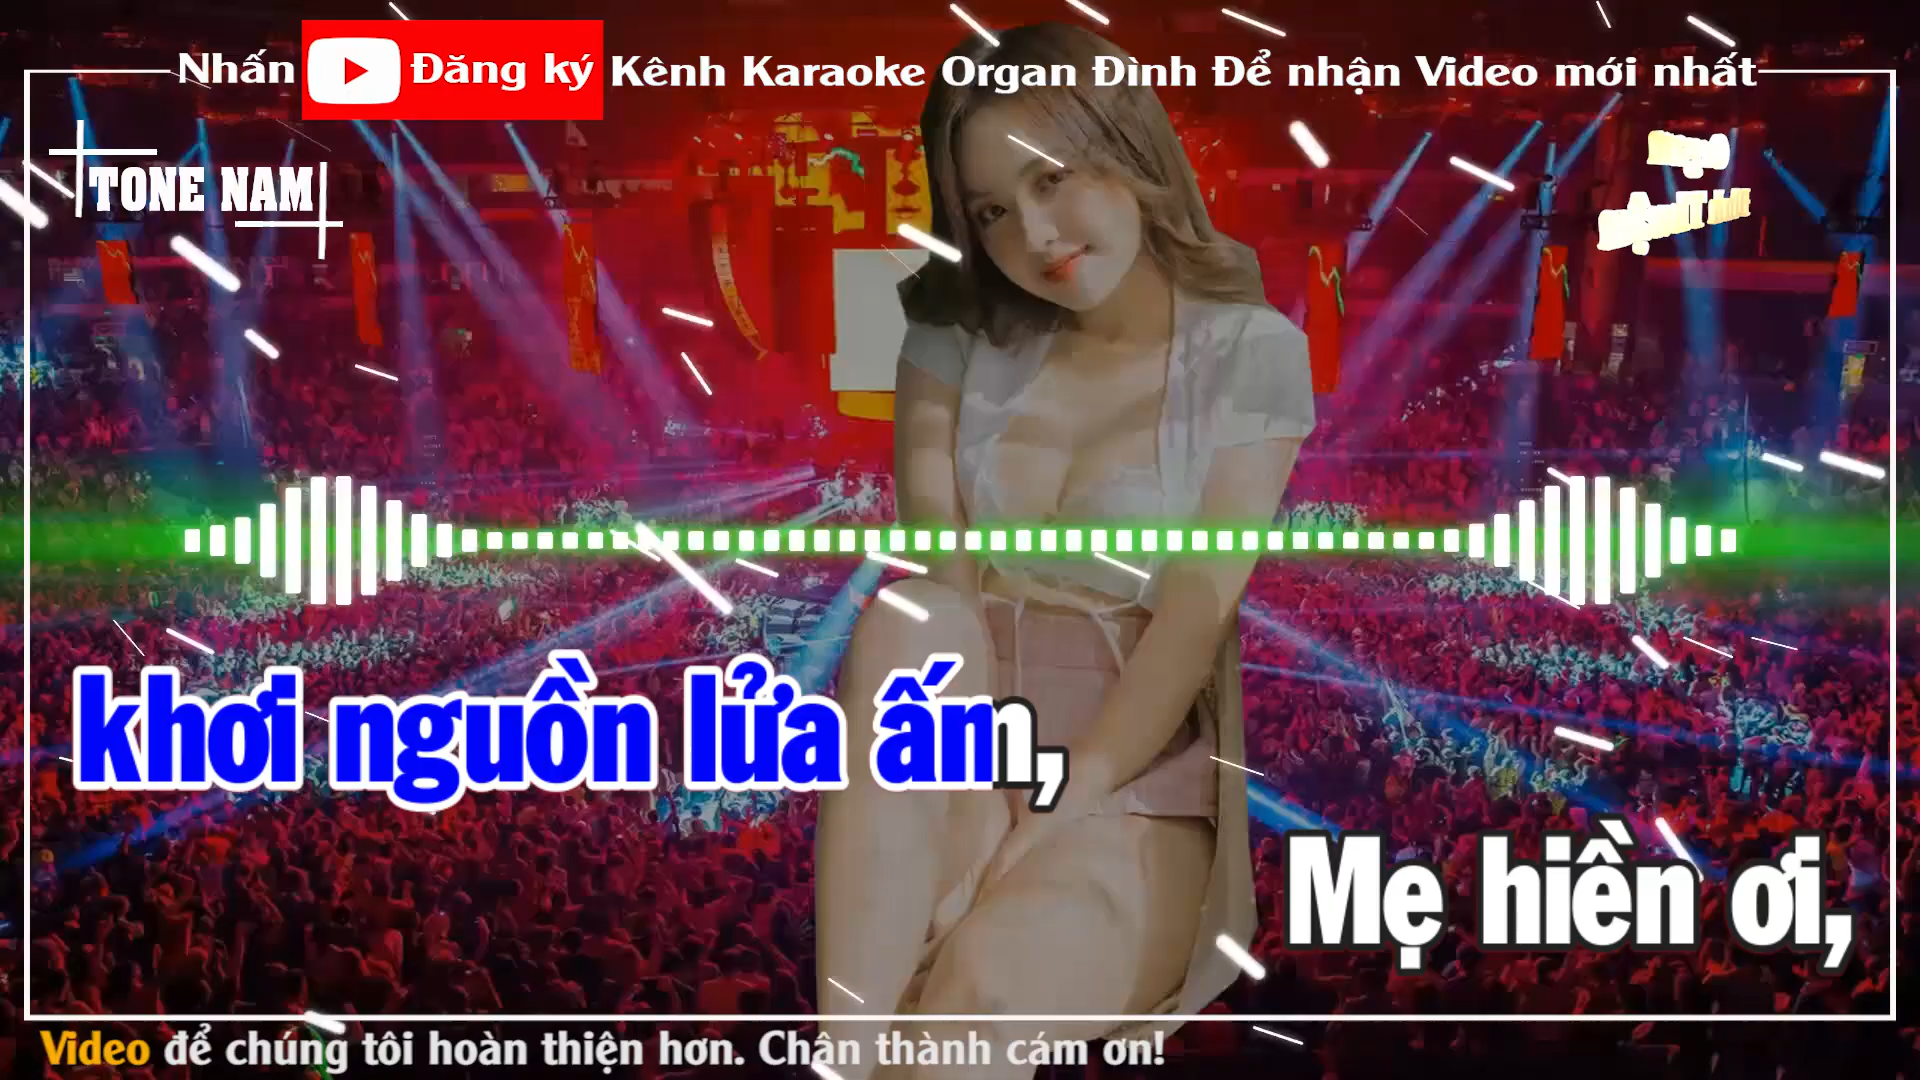 Nhấn Đăng ký Kênh Karaoke Organ Đình Để nhận Video mới nhất
TONE NAM
khơi nguồn lửa ấm,
Mẹ hiền ơi,
Video để chúng tôi hoàn thiện hơn. Chân thành cám ơn!